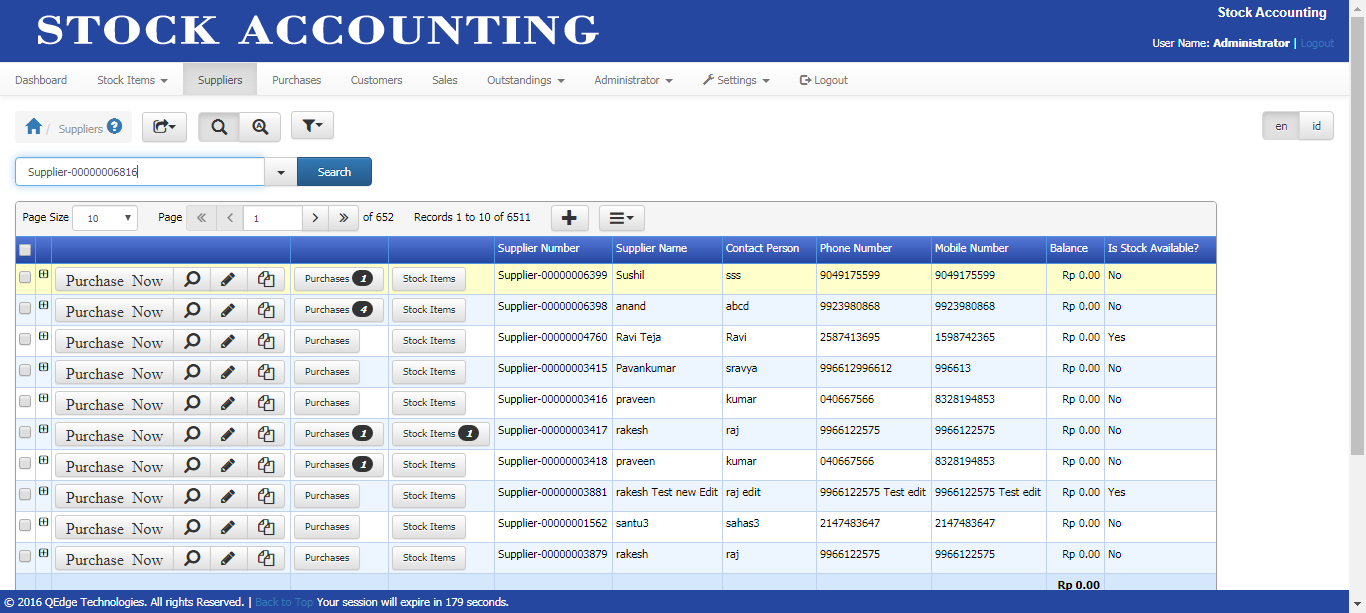 STOCK ACCOUNTING
Stock Accounting
User Name: Administrator | Logout
Dashboard Stock Items Suppliers Purchases Customers Sales Outstandings Administrator Settings Logout
/ Suppliers ?
en id
Supplier-00000006816 Search
Page Size 10 Page « ‹ 1 › » of 652 Records 1 to 10 of 6511
Supplier Number Supplier Name Contact Person Phone Number Mobile Number Balance Is Stock Available?
Purchase Now Purchases 1 Stock Items Supplier-00000006399 Sushil sss 9049175599 9049175599 Rp 0.00 No
Purchase Now Purchases 4 Stock Items Supplier-00000006398 anand abcd 9923980868 9923980868 Rp 0.00 No
Purchase Now Purchases Stock Items Supplier-00000004760 Ravi Teja Ravi 2587413695 1598742365 Rp 0.00 Yes
Purchase Now Purchases Stock Items Supplier-00000003415 Pavankumar sravya 996612996612 996613 Rp 0.00 No
Purchase Now Purchases Stock Items Supplier-00000003416 praveen kumar 040667566 8328194853 Rp 0.00 No
Purchase Now Purchases 1 Stock Items 1 Supplier-00000003417 rakesh raj 9966122575 9966122575 Rp 0.00 No
Purchase Now Purchases 1 Stock Items Supplier-00000003418 praveen kumar 040667566 8328194853 Rp 0.00 No
Purchase Now Purchases Stock Items Supplier-00000003881 rakesh Test new Edit raj edit 9966122575 Test edit 9966122575 Test edit Rp 0.00 Yes
Purchase Now Purchases Stock Items Supplier-00000001562 santu3 sahas3 2147483647 2147483647 Rp 0.00 No
Purchase Now Purchases Stock Items Supplier-00000003879 rakesh raj 9966122575 9966122575 Rp 0.00 No
Rp 0.00
© 2016 QEdge Technologies. All rights Reserved. | Back to Top Your session will expire in 179 seconds.